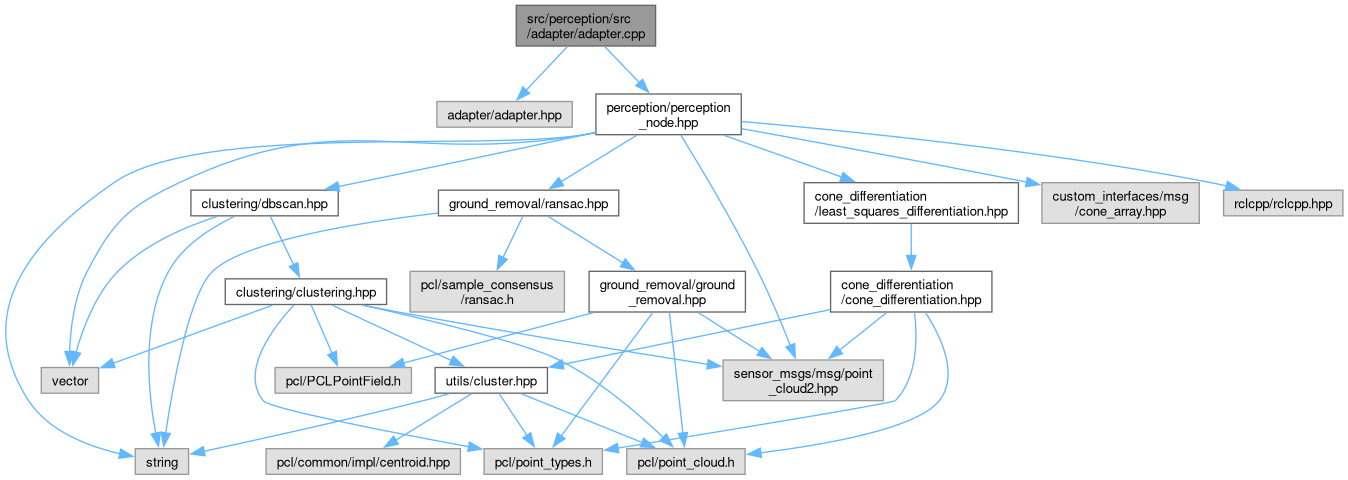 src/perception/src
/adapter/adapter.cpp
adapter/adapter.hpp
perception/perception
_node.hpp
clustering/dbscan.hpp
ground_removal/ransac.hpp
cone_differentiation
/least_squares_differentiation.hpp
custom_interfaces/msg
/cone_array.hpp
rclcpp/rclcpp.hpp
clustering/clustering.hpp
pcl/sample_consensus
/ransac.h
ground_removal/ground
_removal.hpp
cone_differentiation
/cone_differentiation.hpp
vector
pcl/PCLPointField.h
utils/cluster.hpp
sensor_msgs/msg/point
_cloud2.hpp
string
pcl/common/impl/centroid.hpp
pcl/point_types.h
pcl/point_cloud.h